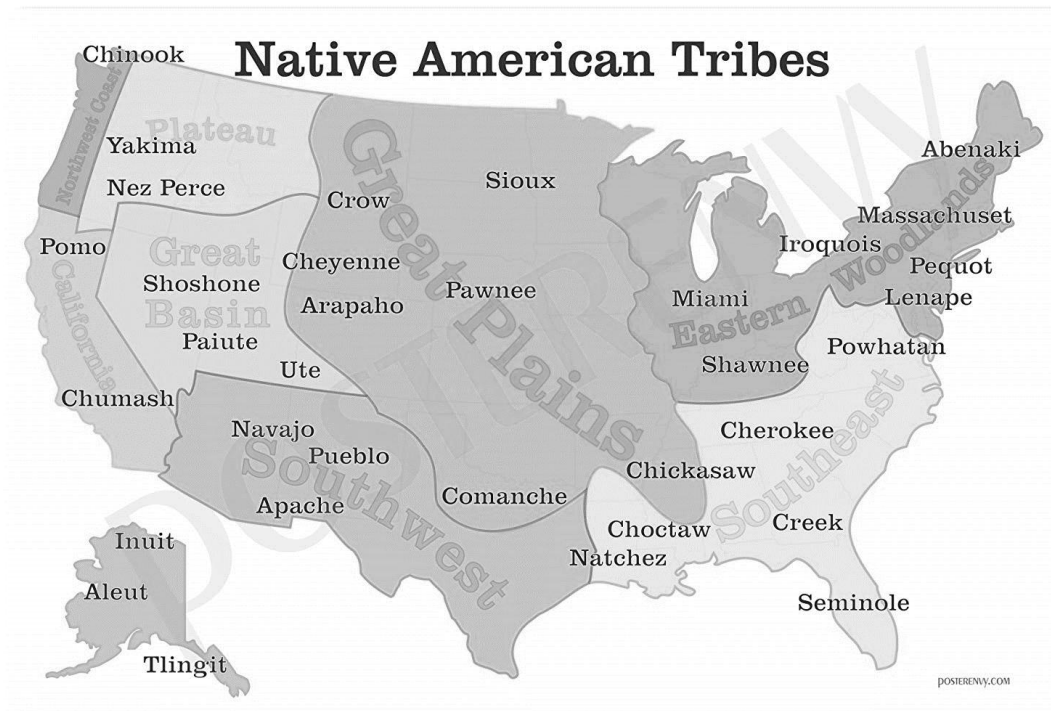 Native American Tribes
Chinook
Northwest Coast
Plateau
Yakima
Nez Perce
Pomo
California
Chumash
Great
Shoshone
Basin
Paiute
Ute
Great Plains
Crow
Sioux
Cheyenne
Arapaho
Pawnee
Comanche
Navajo
Pueblo
Southwest
Apache
Abenaki
Massachuset
Iroquois
Pequot
Lenape
Eastern Woodlands
Miami
Shawnee
Powhatan
Cherokee
Chickasaw
Southeast
Choctaw
Creek
Natchez
Seminole
Inuit
Aleut
Tlingit
POSTERENVY
POSTERENVY.COM